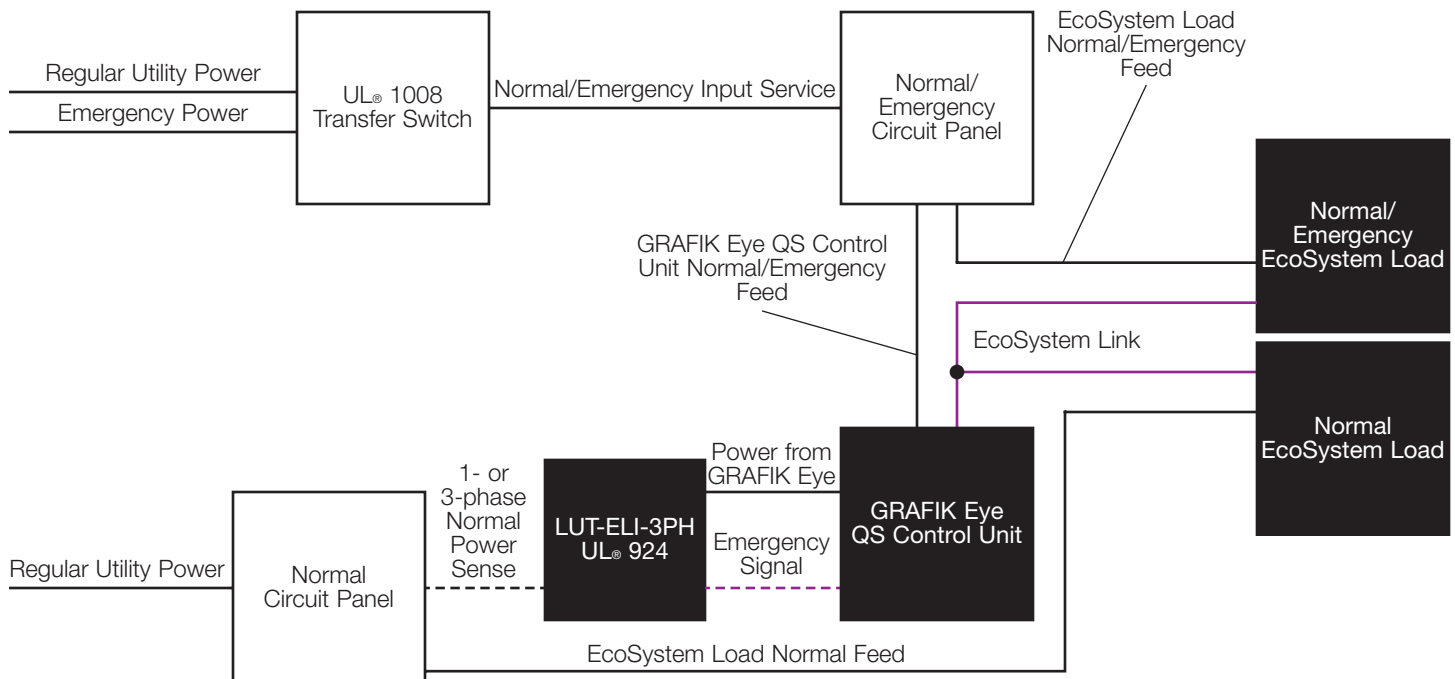 EcoSystem Load
Normal/Emergency
Feed
Regular Utility Power
Emergency Power
UL® 1008
Transfer Switch
Normal/Emergency Input Service
Normal/
Emergency
Circuit Panel
Normal/
Emergency
EcoSystem Load
GRAFIK Eye QS Control
Unit Normal/Emergency
Feed
EcoSystem Link
Normal
EcoSystem Load
1- or
3-phase
Normal
Power
Sense
Power from
GRAFIK Eye
LUT-ELI-3PH
UL® 924
Emergency
Signal
GRAFIK Eye
QS Control Unit
Regular Utility Power
Normal
Circuit Panel
EcoSystem Load Normal Feed